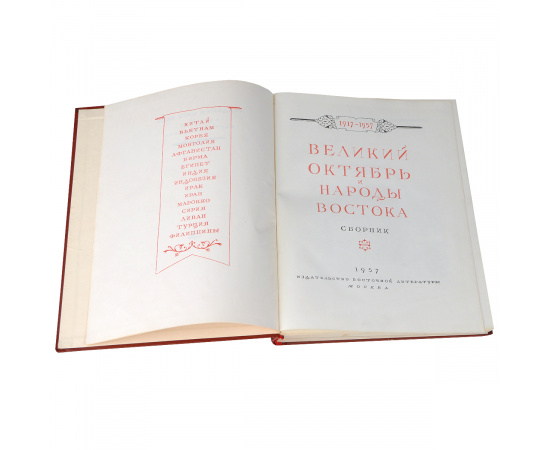 КИТАЙ
ВЬЕТНАМ
КОРЕЯ
МОНГОЛИЯ
АФГАНИСТАН
БИРМА
ЕГИПЕТ
ИНДИЯ
ИНДОНЕЗИЯ
ИРАК
ИРАН
МАРОККО
СИРИЯ
ЛИВАН
ТУРЦИЯ
ФИЛИППИНЫ
1917-1957
ВЕЛИКИЙ
ОКТЯБРЬ
И
НАРОДЫ
ВОСТОКА
СБОРНИК
1957
ИЗДАТЕЛЬСТВО ВОСТОЧНОЙ ЛИТЕРАТУРЫ
МОСКВА